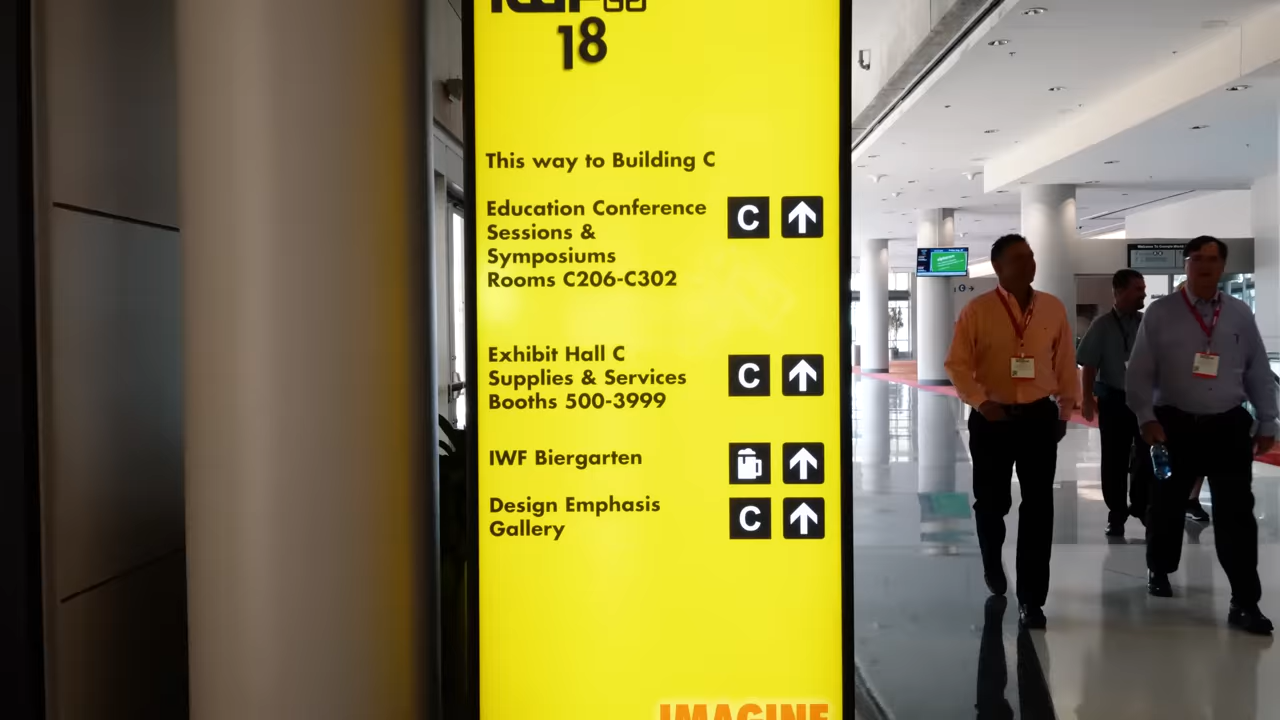 18
This way to Building C
Education Conference
Sessions &
Symposiums
Rooms C206-C302
C
Exhibit Hall C
Supplies & Services
Booths 500-3999
C
IWF Biergarten
Design Emphasis
Gallery
C
IMAGINE